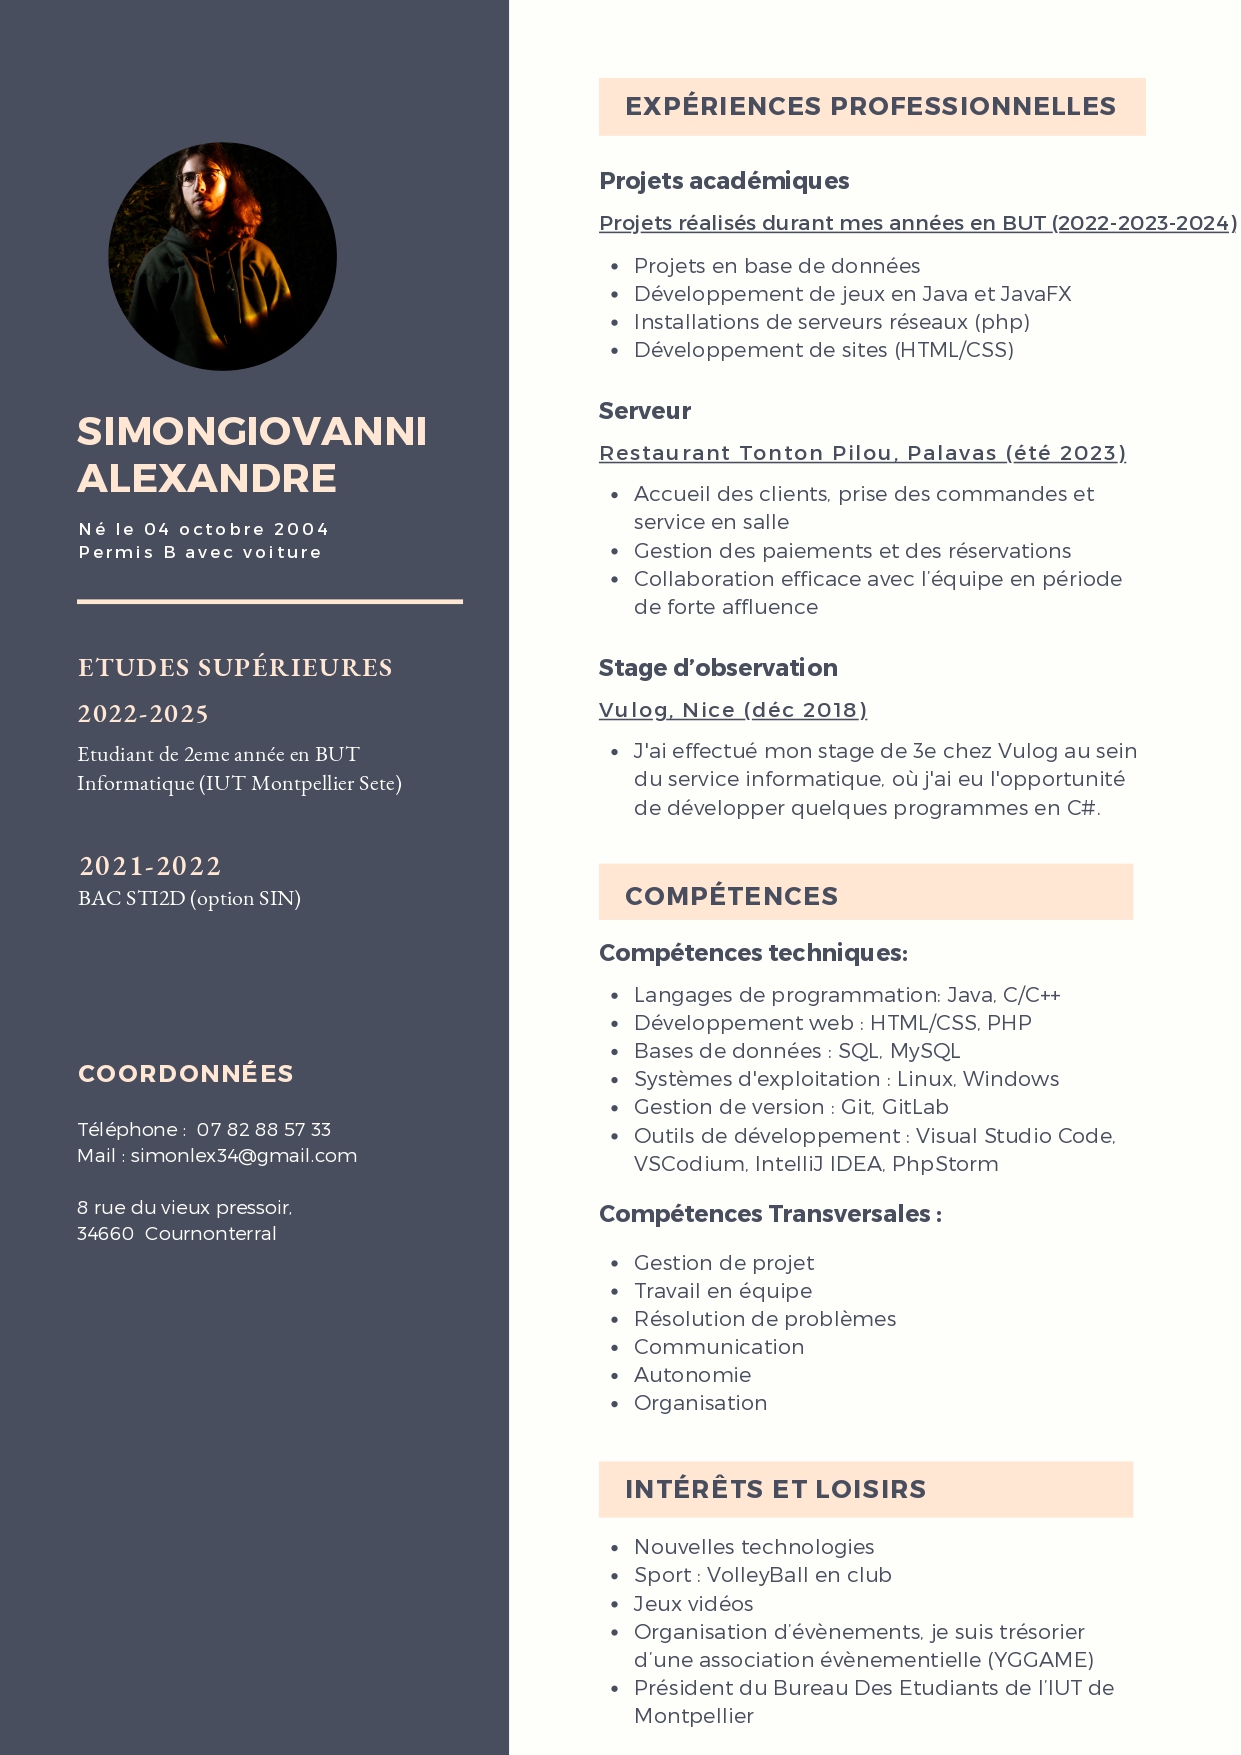 SIMONGIOVANNI
ALEXANDRE
Né le 04 octobre 2004
Permis B avec voiture
ETUDES SUPÉRIEURES
2022-2025
Etudiant de 2eme année en BUT
Informatique (IUT Montpellier Sete)
2021-2022
BAC STI2D (option SIN)
COORDONNÉES
Téléphone : 07 82 88 57 33
Mail : simonlex34@gmail.com
8 rue du vieux pressoir,
34660 Cournonterral
EXPÉRIENCES PROFESSIONNELLES
Projets académiques
Projets réalisés durant mes années en BUT (2022-2023-2024)
• Projets en base de données
• Développement de jeux en Java et JavaFX
• Installations de serveurs réseaux (php)
• Développement de sites (HTML/CSS)
Serveur
Restaurant Tonton Pilou, Palavas (été 2023)
• Accueil des clients, prise des commandes et
service en salle
• Gestion des paiements et des réservations
• Collaboration efficace avec l’équipe en période
de forte affluence
Stage d’observation
Vulog, Nice (déc 2018)
• J'ai effectué mon stage de 3e chez Vulog au sein
du service informatique, où j'ai eu l'opportunité
de développer quelques programmes en C#.
COMPÉTENCES
Compétences techniques:
• Langages de programmation: Java, C/C++
• Développement web : HTML/CSS, PHP
• Bases de données : SQL, MySQL
• Systèmes d'exploitation : Linux, Windows
• Gestion de version : Git, GitLab
• Outils de développement : Visual Studio Code,
VSCodium, IntelliJ IDEA, PhpStorm
Compétences Transversales :
• Gestion de projet
• Travail en équipe
• Résolution de problèmes
• Communication
• Autonomie
• Organisation
INTÉRÊTS ET LOISIRS
• Nouvelles technologies
• Sport : VolleyBall en club
• Jeux vidéos
• Organisation d’évènements, je suis trésorier
d’une association évènementielle (YGGAME)
• Président du Bureau Des Etudiants de l’IUT de
Montpellier